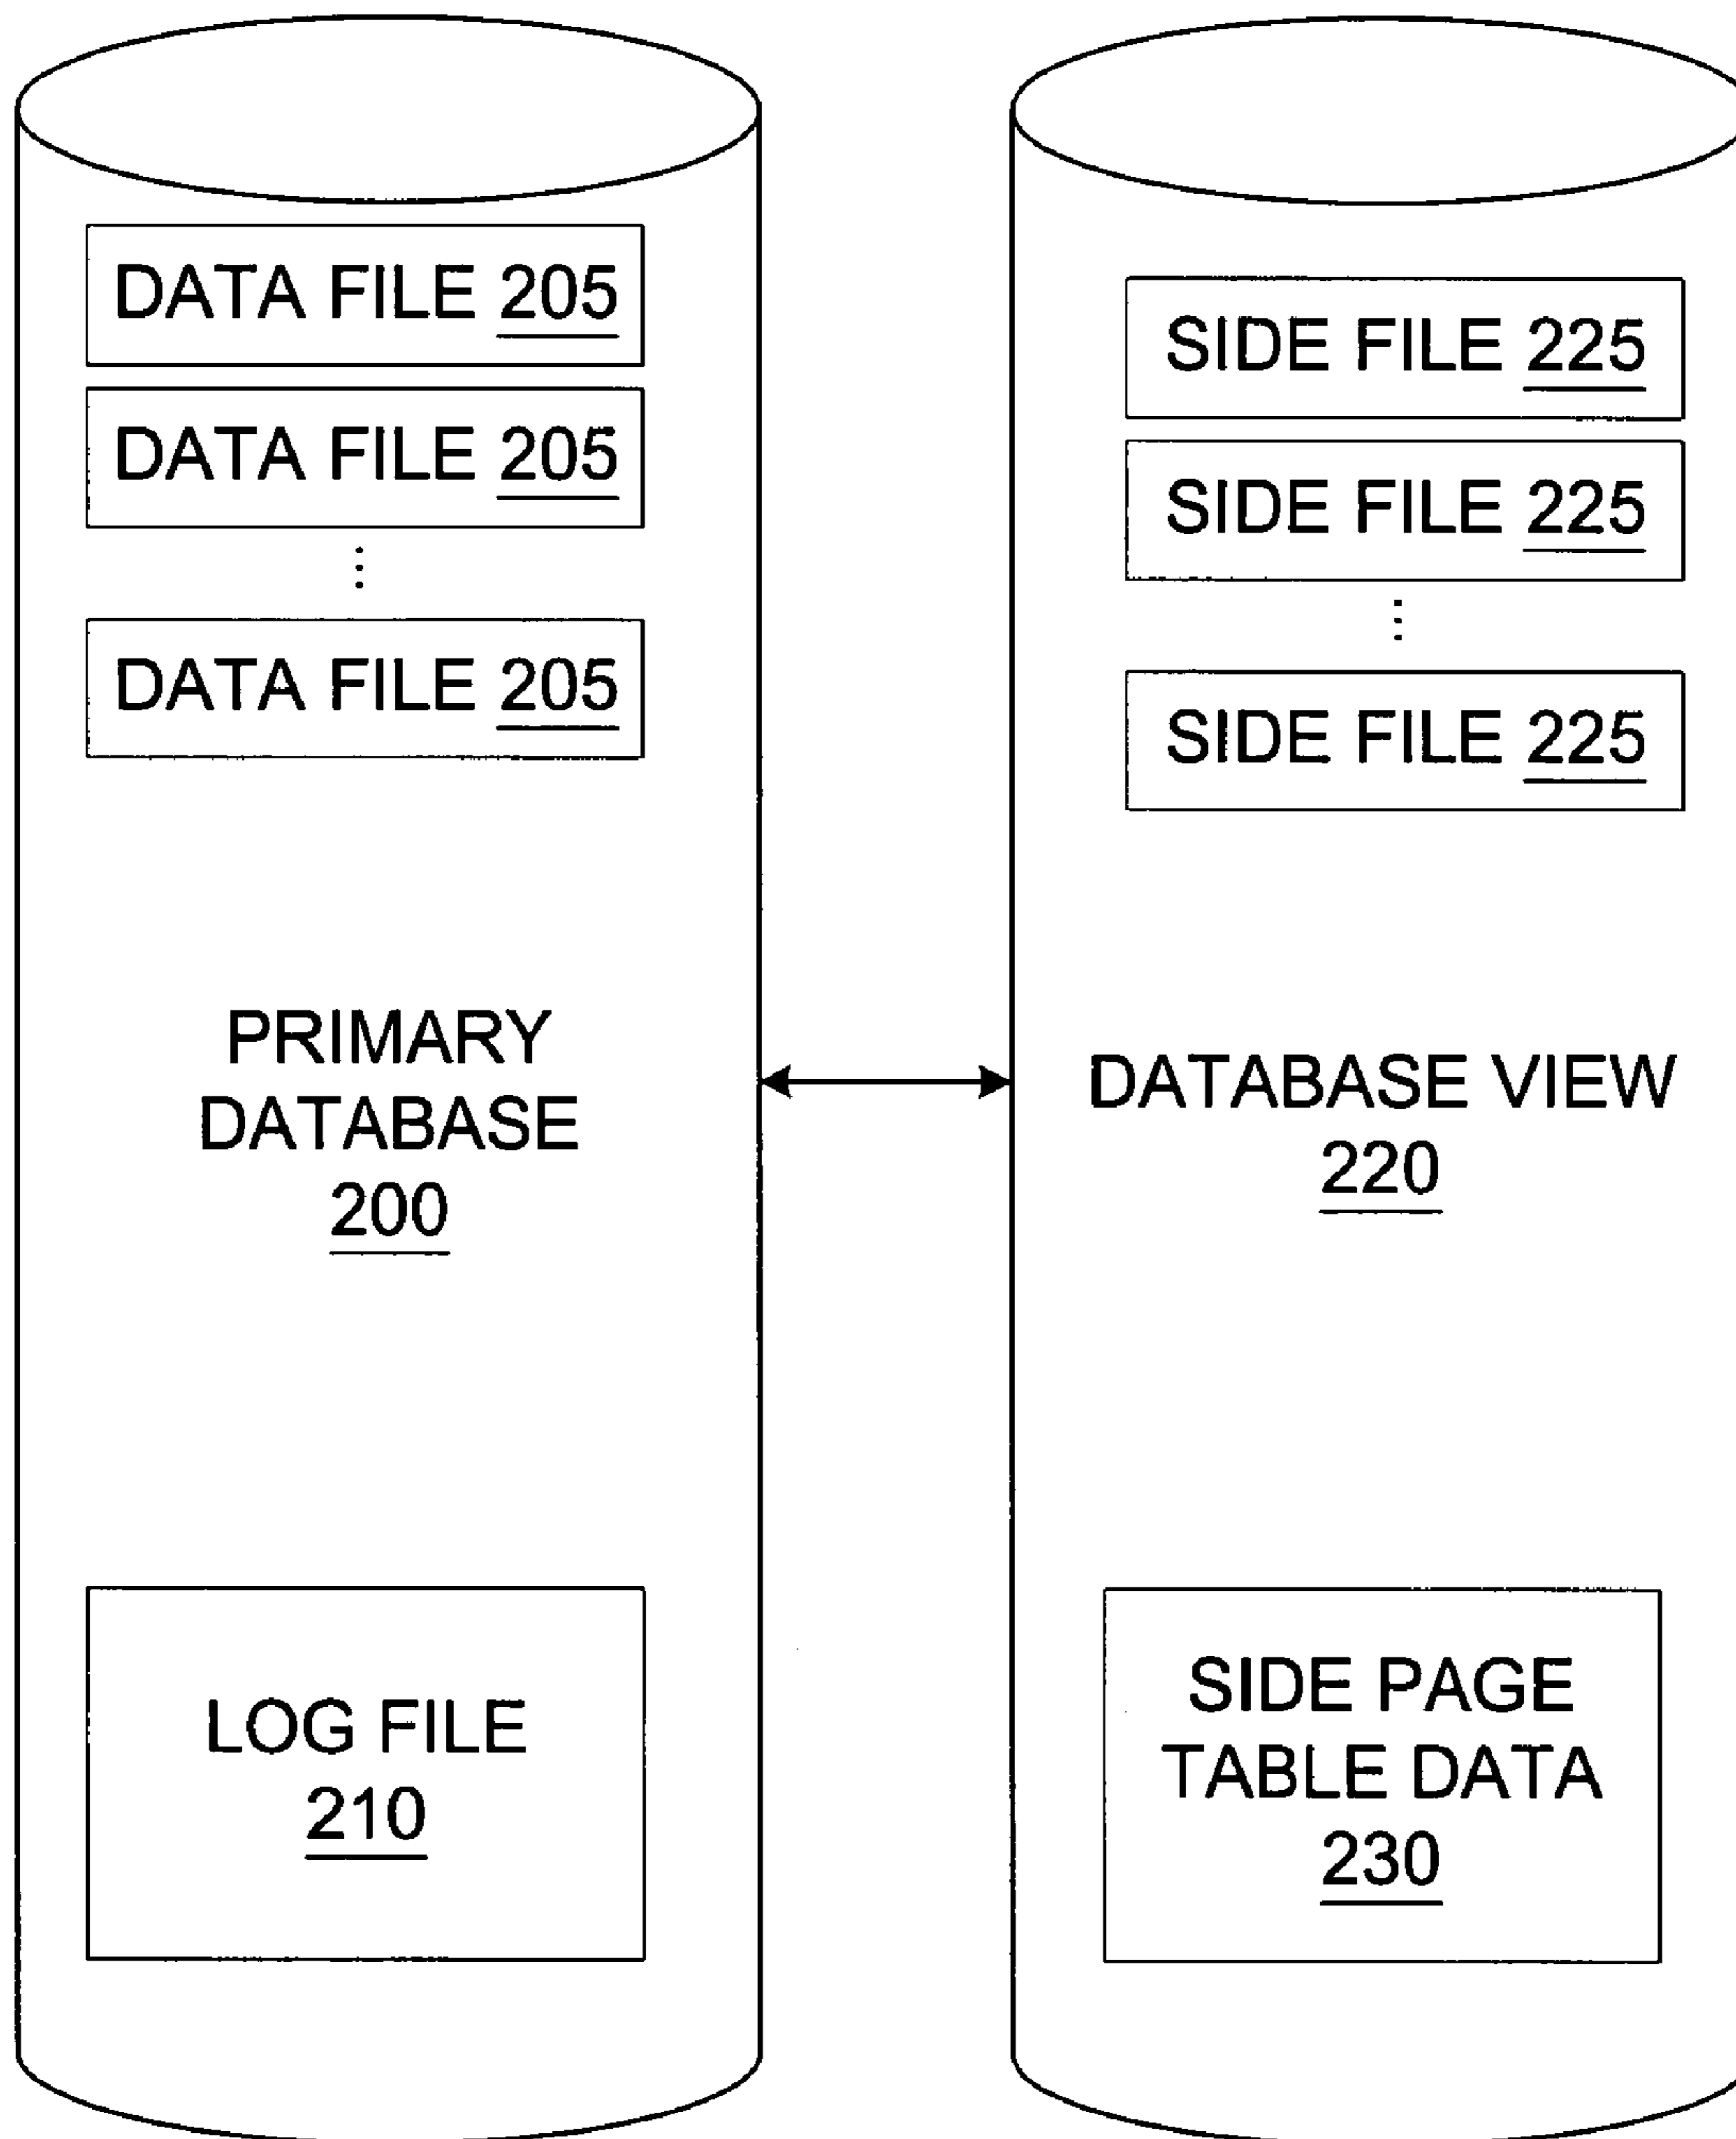 DATA FILE 205
DATA FILE 205
DATA FILE 205
PRIMARY
DATABASE
200
LOG FILE
210
SIDE FILE 225
SIDE FILE 225
SIDE FILE 225
DATABASE VIEW
220
SIDE PAGE
TABLE DATA
230